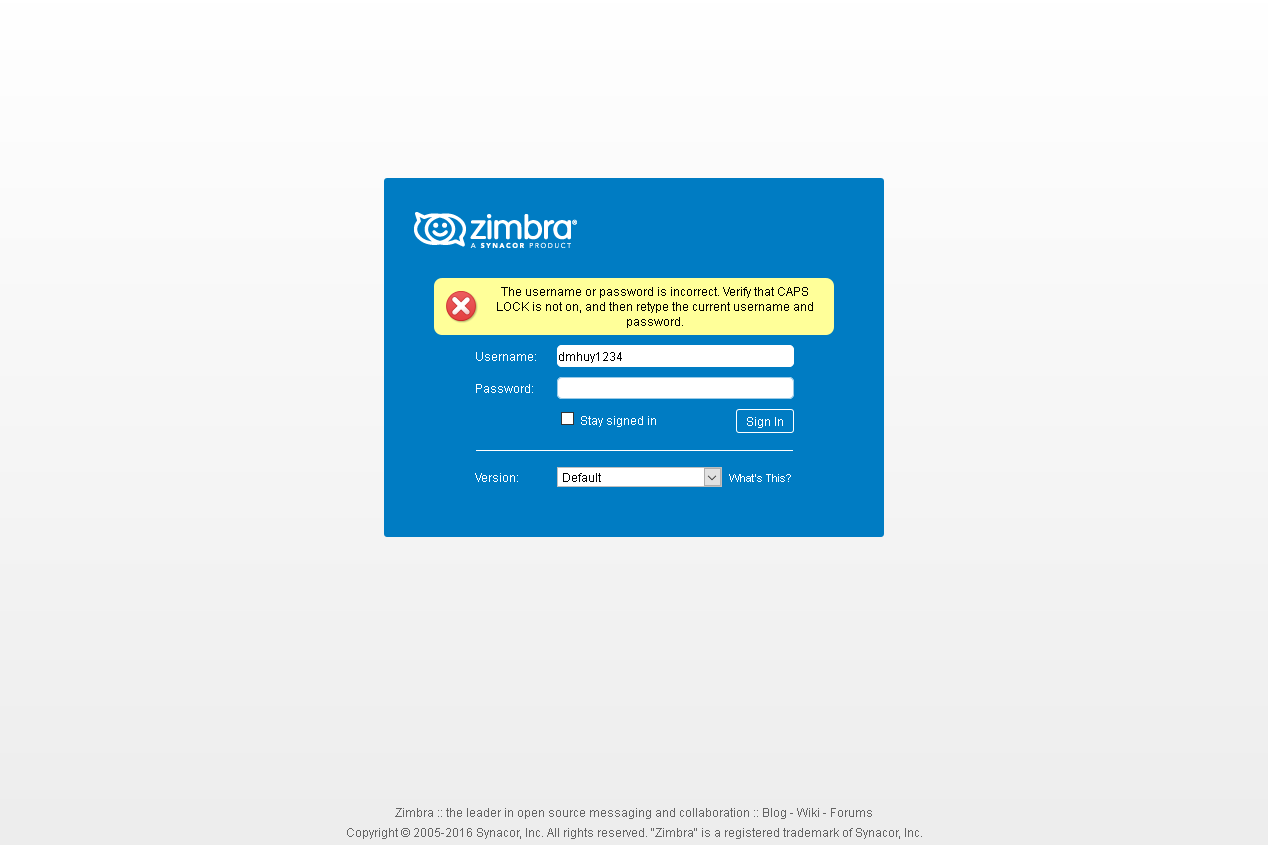 zimbra®
A SYNACOR PRODUCT
The username or password is incorrect. Verify that CAPS
LOCK is not on, and then retype the current username and
password.
Username: dmhuy1234
Password:
Stay signed in Sign In
Version: Default What's This?
Zimbra :: the leader in open source messaging and collaboration :: Blog - Wiki - Forums
Copyright © 2005-2016 Synacor, Inc. All rights reserved. "Zimbra" is a registered trademark of Synacor, Inc.